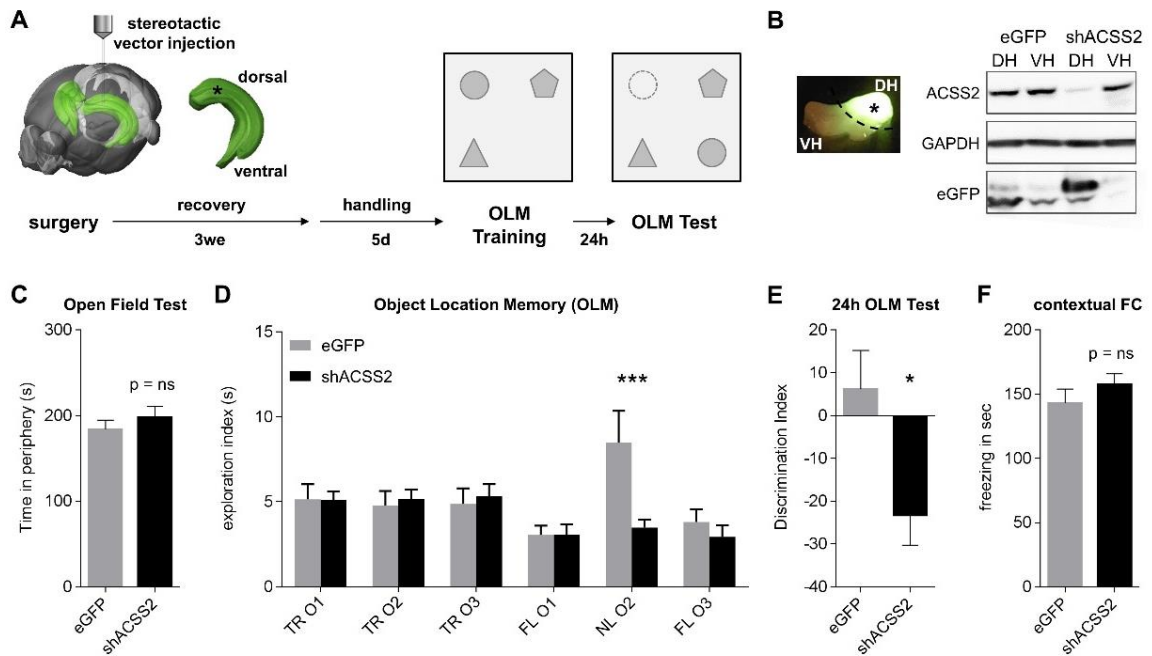 A
stereotactic
vector injection
dorsal
*
ventral
surgery
recovery
3we
handling
5d
OLM
Training
24h
OLM Test
B
eGFP shACSS2
DH VH DH VH
ACSS2
GAPDH
eGFP
DH
*
VH
C
Open Field Test
Time in periphery (s)
300
200
100
0
p = ns
eGFP
shACSS2
D
Object Location Memory (OLM)
exploration index (s)
15
10
5
0
eGFP
shACSS2
***
TR O1
TR O2
TR O3
FL O1
NL O2
FL O3
E
24h OLM Test
Discrimination Index
20
10
0
-10
-20
-30
-40
*
eGFP
shACSS2
F
contextual FC
freezing in sec
200
150
100
50
0
p = ns
eGFP
shACSS2